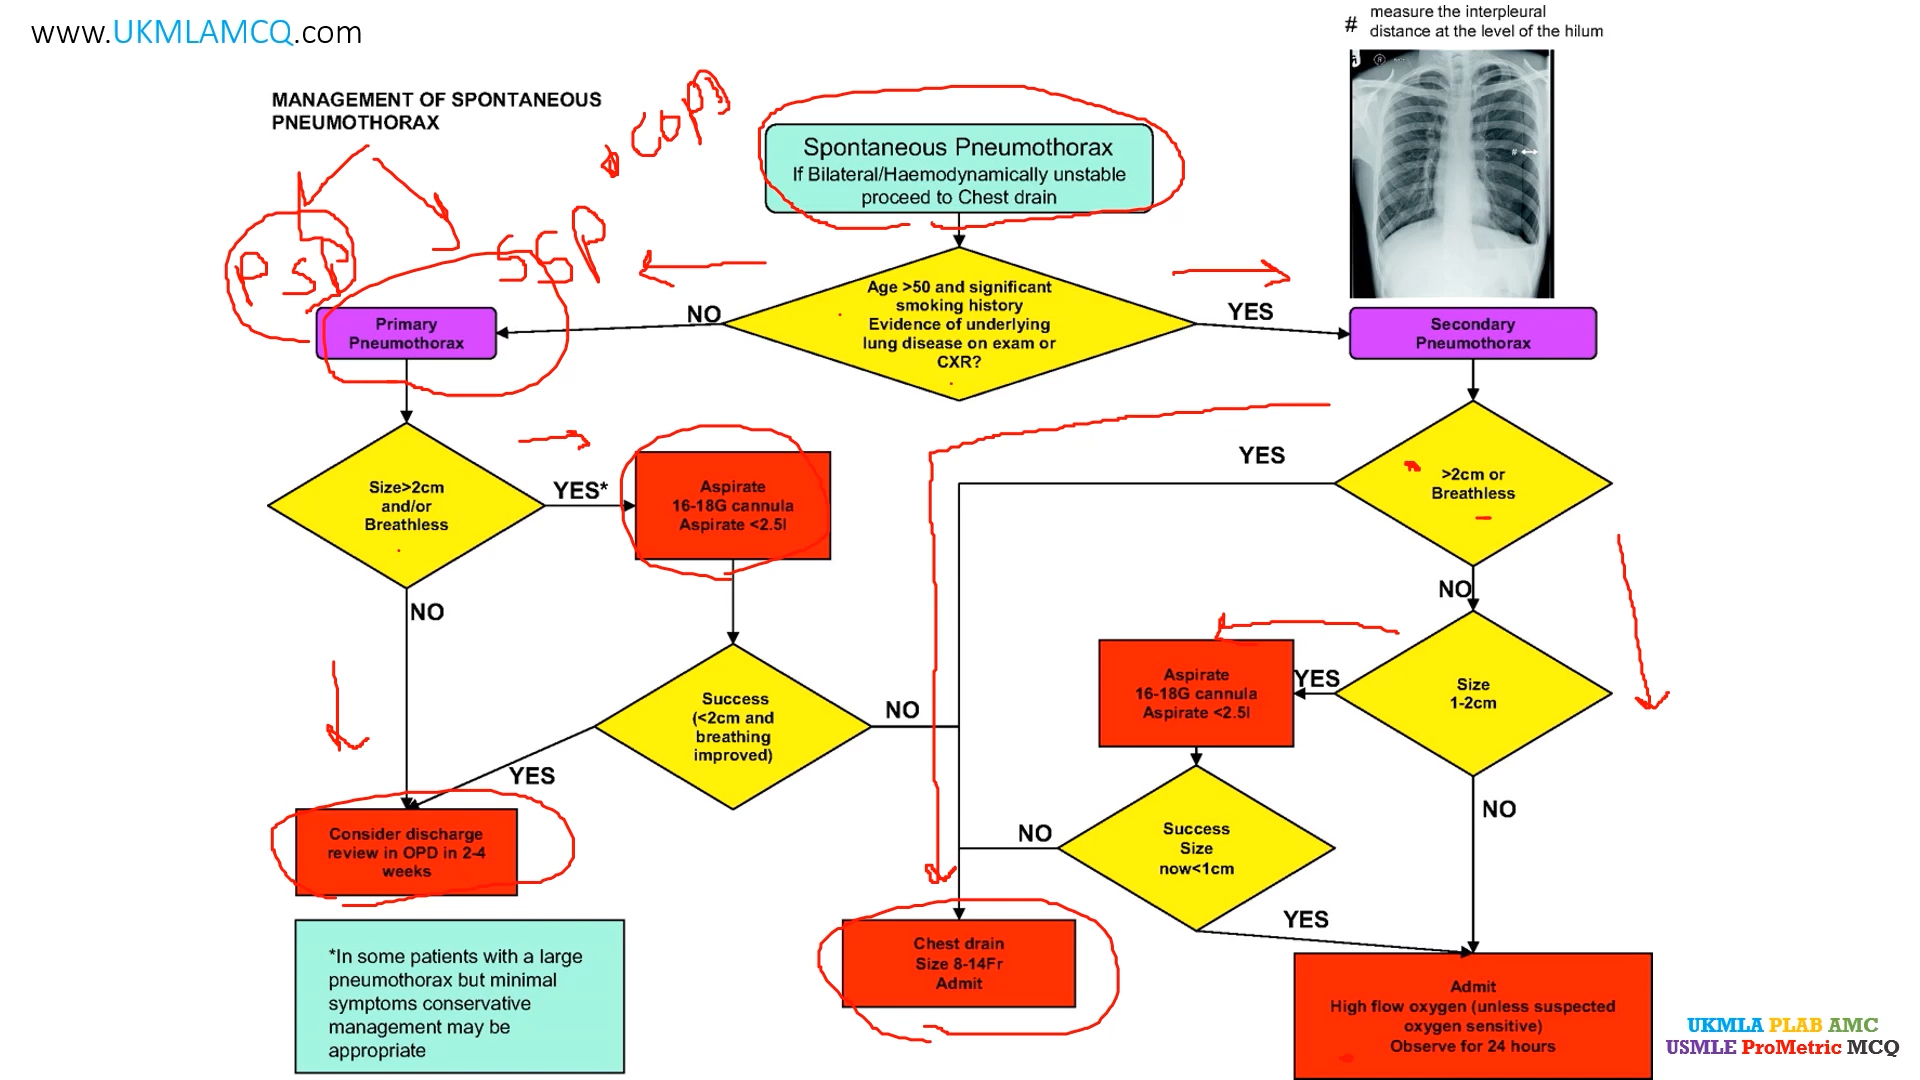 www.UKMLAMCQ.com
# measure the interpleural
distance at the level of the hilum
MANAGEMENT OF SPONTANEOUS
PNEUMOTHORAX
COPD
PSP
SSP
Spontaneous Pneumothorax
If Bilateral/Haemodynamically unstable
proceed to Chest drain
Age >50 and significant
smoking history
Evidence of underlying
lung disease on exam or
CXR?
NO
YES
Primary
Pneumothorax
Secondary
Pneumothorax
Size>2cm
and/or
Breathless
YES*
Aspirate
16-18G cannula
Aspirate <2.5l
YES
>2cm or
Breathless
NO
NO
Success
(<2cm and
breathing
improved)
NO
YES
Aspirate
16-18G cannula
Aspirate <2.5l
YES
Size
1-2cm
NO
Success
Size
now<1cm
NO
YES
Consider discharge
review in OPD in 2-4
weeks
Chest drain
Size 8-14Fr
Admit
Admit
High flow oxygen (unless suspected
oxygen sensitive)
Observe for 24 hours
*In some patients with a large
pneumothorax but minimal
symptoms conservative
management may be
appropriate
#
R
UKMLA PLAB AMC
USMLE ProMetric MCQ